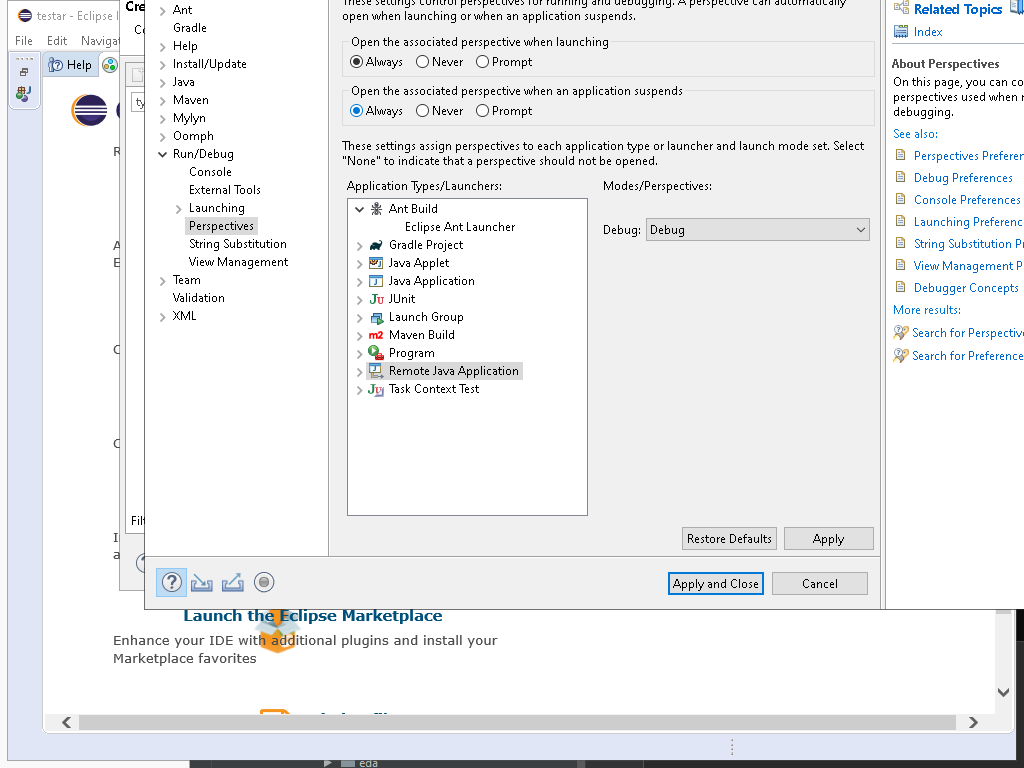 testar - Eclipse I
File Edit Naviga
Help
Cre
Ant
Gradle
Help
Install/Update
Java
Maven
Mylyn
Oomph
Run/Debug
Console
External Tools
Launching
Perspectives
String Substitution
View Management
Team
Validation
XML
These settings control perspectives for running and debugging. A perspective can automatically
open when launching or when an application suspends.
Open the associated perspective when launching
Always Never Prompt
Open the associated perspective when an application suspends
Always Never Prompt
These settings assign perspectives to each application type or launcher and launch mode set. Select
"None" to indicate that a perspective should not be opened.
Application Types/Launchers:
Modes/Perspectives:
Ant Build
Eclipse Ant Launcher
Gradle Project
Java Applet
Java Application
JUnit
Launch Group
Maven Build
Program
Remote Java Application
Task Context Test
Debug: Debug
Restore Defaults Apply
Apply and Close Cancel
Related Topics
Index
About Perspectives
On this page, you can co
perspectives used when r
debugging.
See also:
Perspectives Preferen
Debug Preferences
Console Preferences
Launching Preferenc
String Substitution Pr
View Management P
Debugger Concepts
More results:
Search for Perspective
Search for Preference
Launch the Eclipse Marketplace
Enhance your IDE with additional plugins and install your
Marketplace favorites
eda